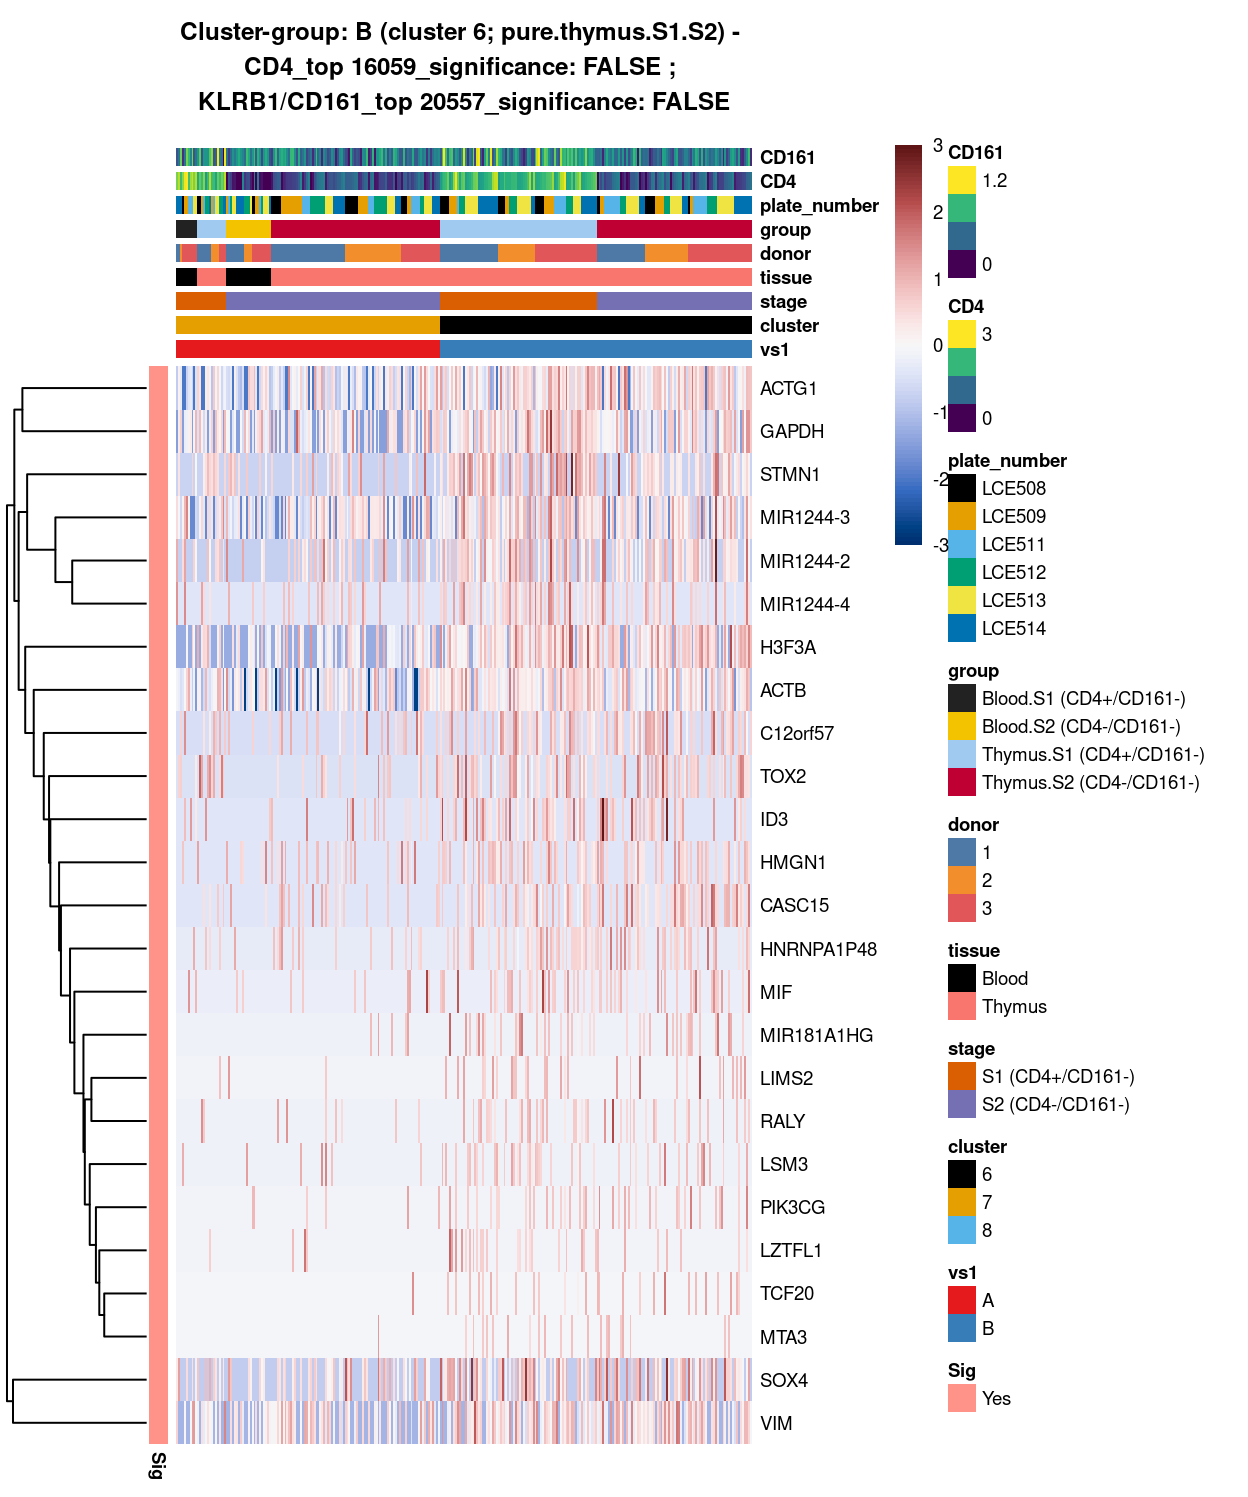 Cluster-group: B (cluster 6; pure.thymus.S1.S2) -
CD4_top 16059_significance: FALSE ;
KLRB1/CD161_top 20557_significance: FALSE
CD161
CD4
plate_number
group
donor
tissue
stage
cluster
vs1
ACTG1
GAPDH
STMN1
MIR1244-3
MIR1244-2
MIR1244-4
H3F3A
ACTB
C12orf57
TOX2
ID3
HMGN1
CASC15
HNRNPA1P48
MIF
MIR181A1HG
LIMS2
RALY
LSM3
PIK3CG
LZTFL1
TCF20
MTA3
SOX4
VIM
Sig
3
2
1
0
-1
-2
-3
CD161
1.2
0
CD4
3
0
plate_number
LCE508
LCE509
LCE511
LCE512
LCE513
LCE514
group
Blood.S1 (CD4+/CD161-)
Blood.S2 (CD4-/CD161-)
Thymus.S1 (CD4+/CD161-)
Thymus.S2 (CD4-/CD161-)
donor
1
2
3
tissue
Blood
Thymus
stage
S1 (CD4+/CD161-)
S2 (CD4-/CD161-)
cluster
6
7
8
vs1
A
B
Sig
Yes